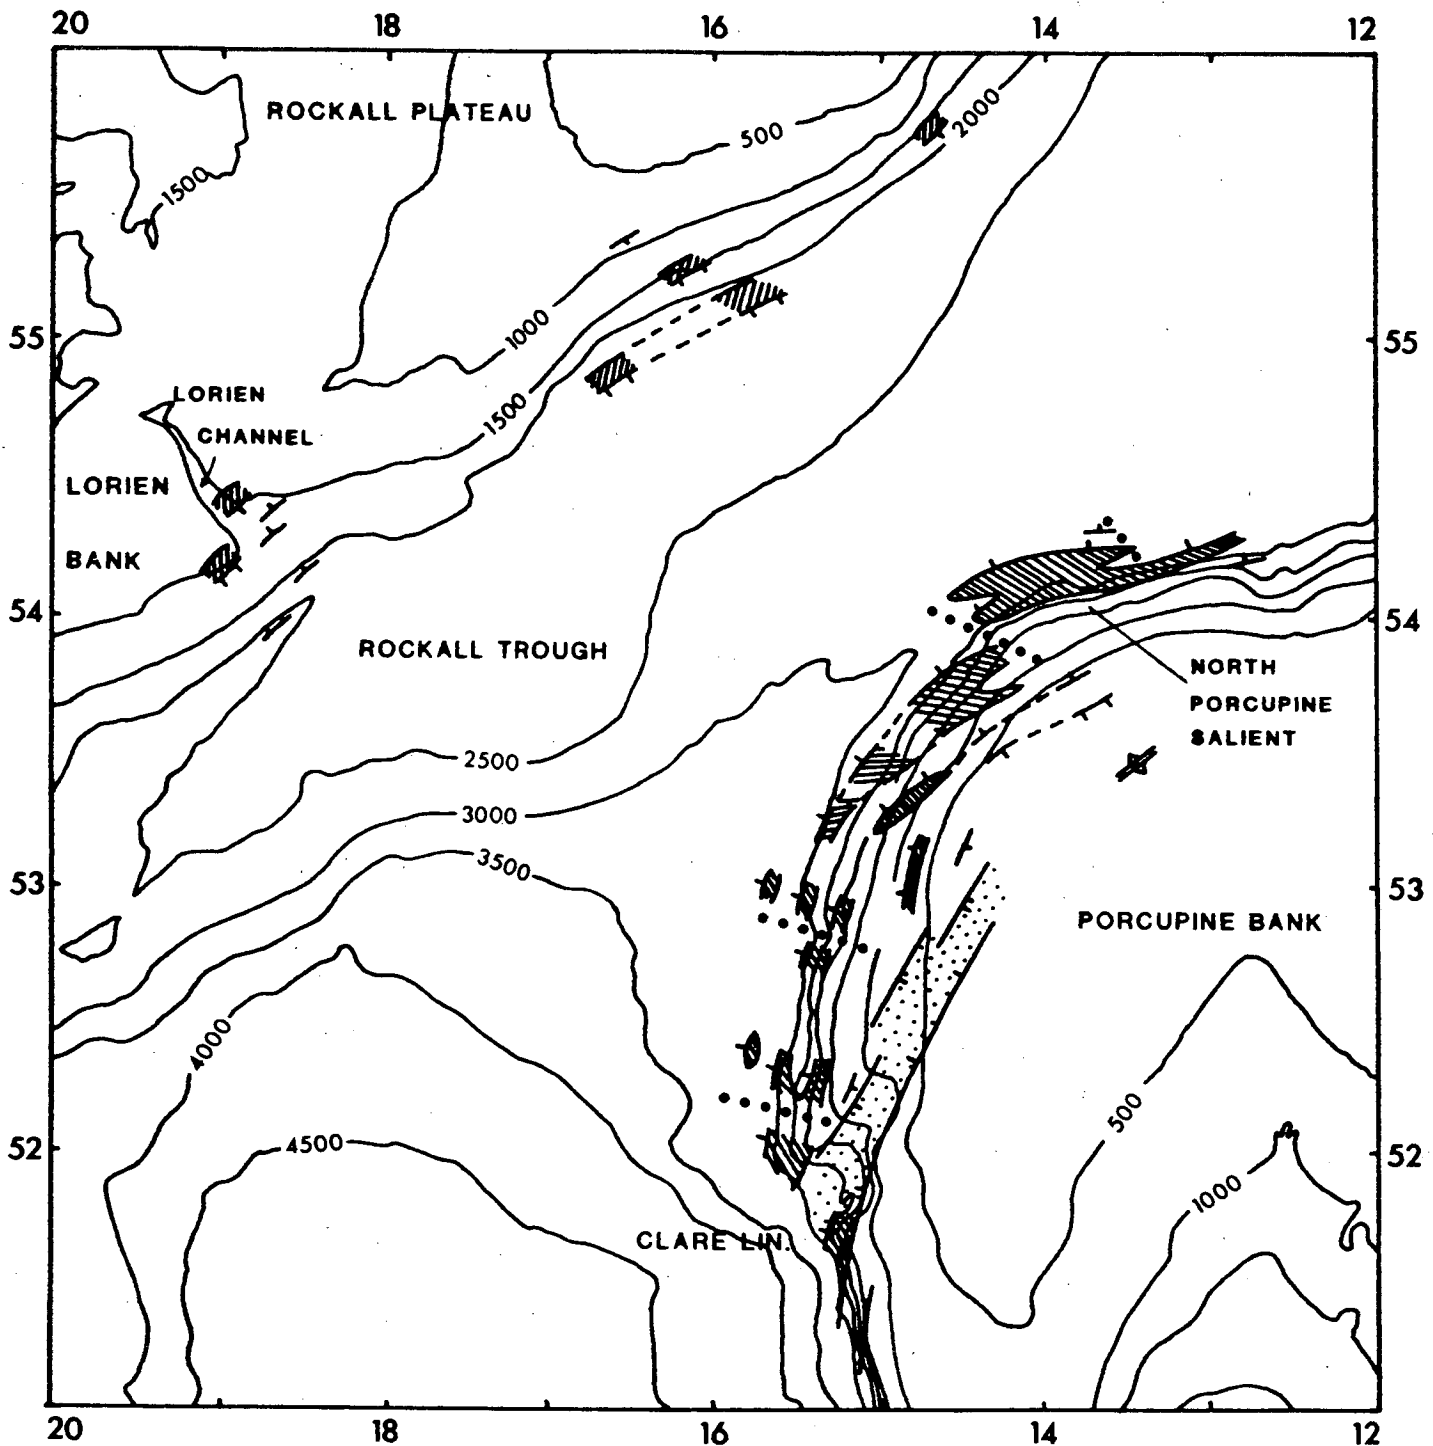 20 18 16 14 12
ROCKALL PLATEAU
500
2000
1500
1000
55 55
LORIEN
CHANNEL
1500
LORIEN
BANK
54 54
ROCKALL TROUGH
NORTH
PORCUPINE
SALIENT
2500
3000
3500
53 53
PORCUPINE BANK
4000
500
4500
52 52
1000
CLARE LIN.
20 18 16 14 12